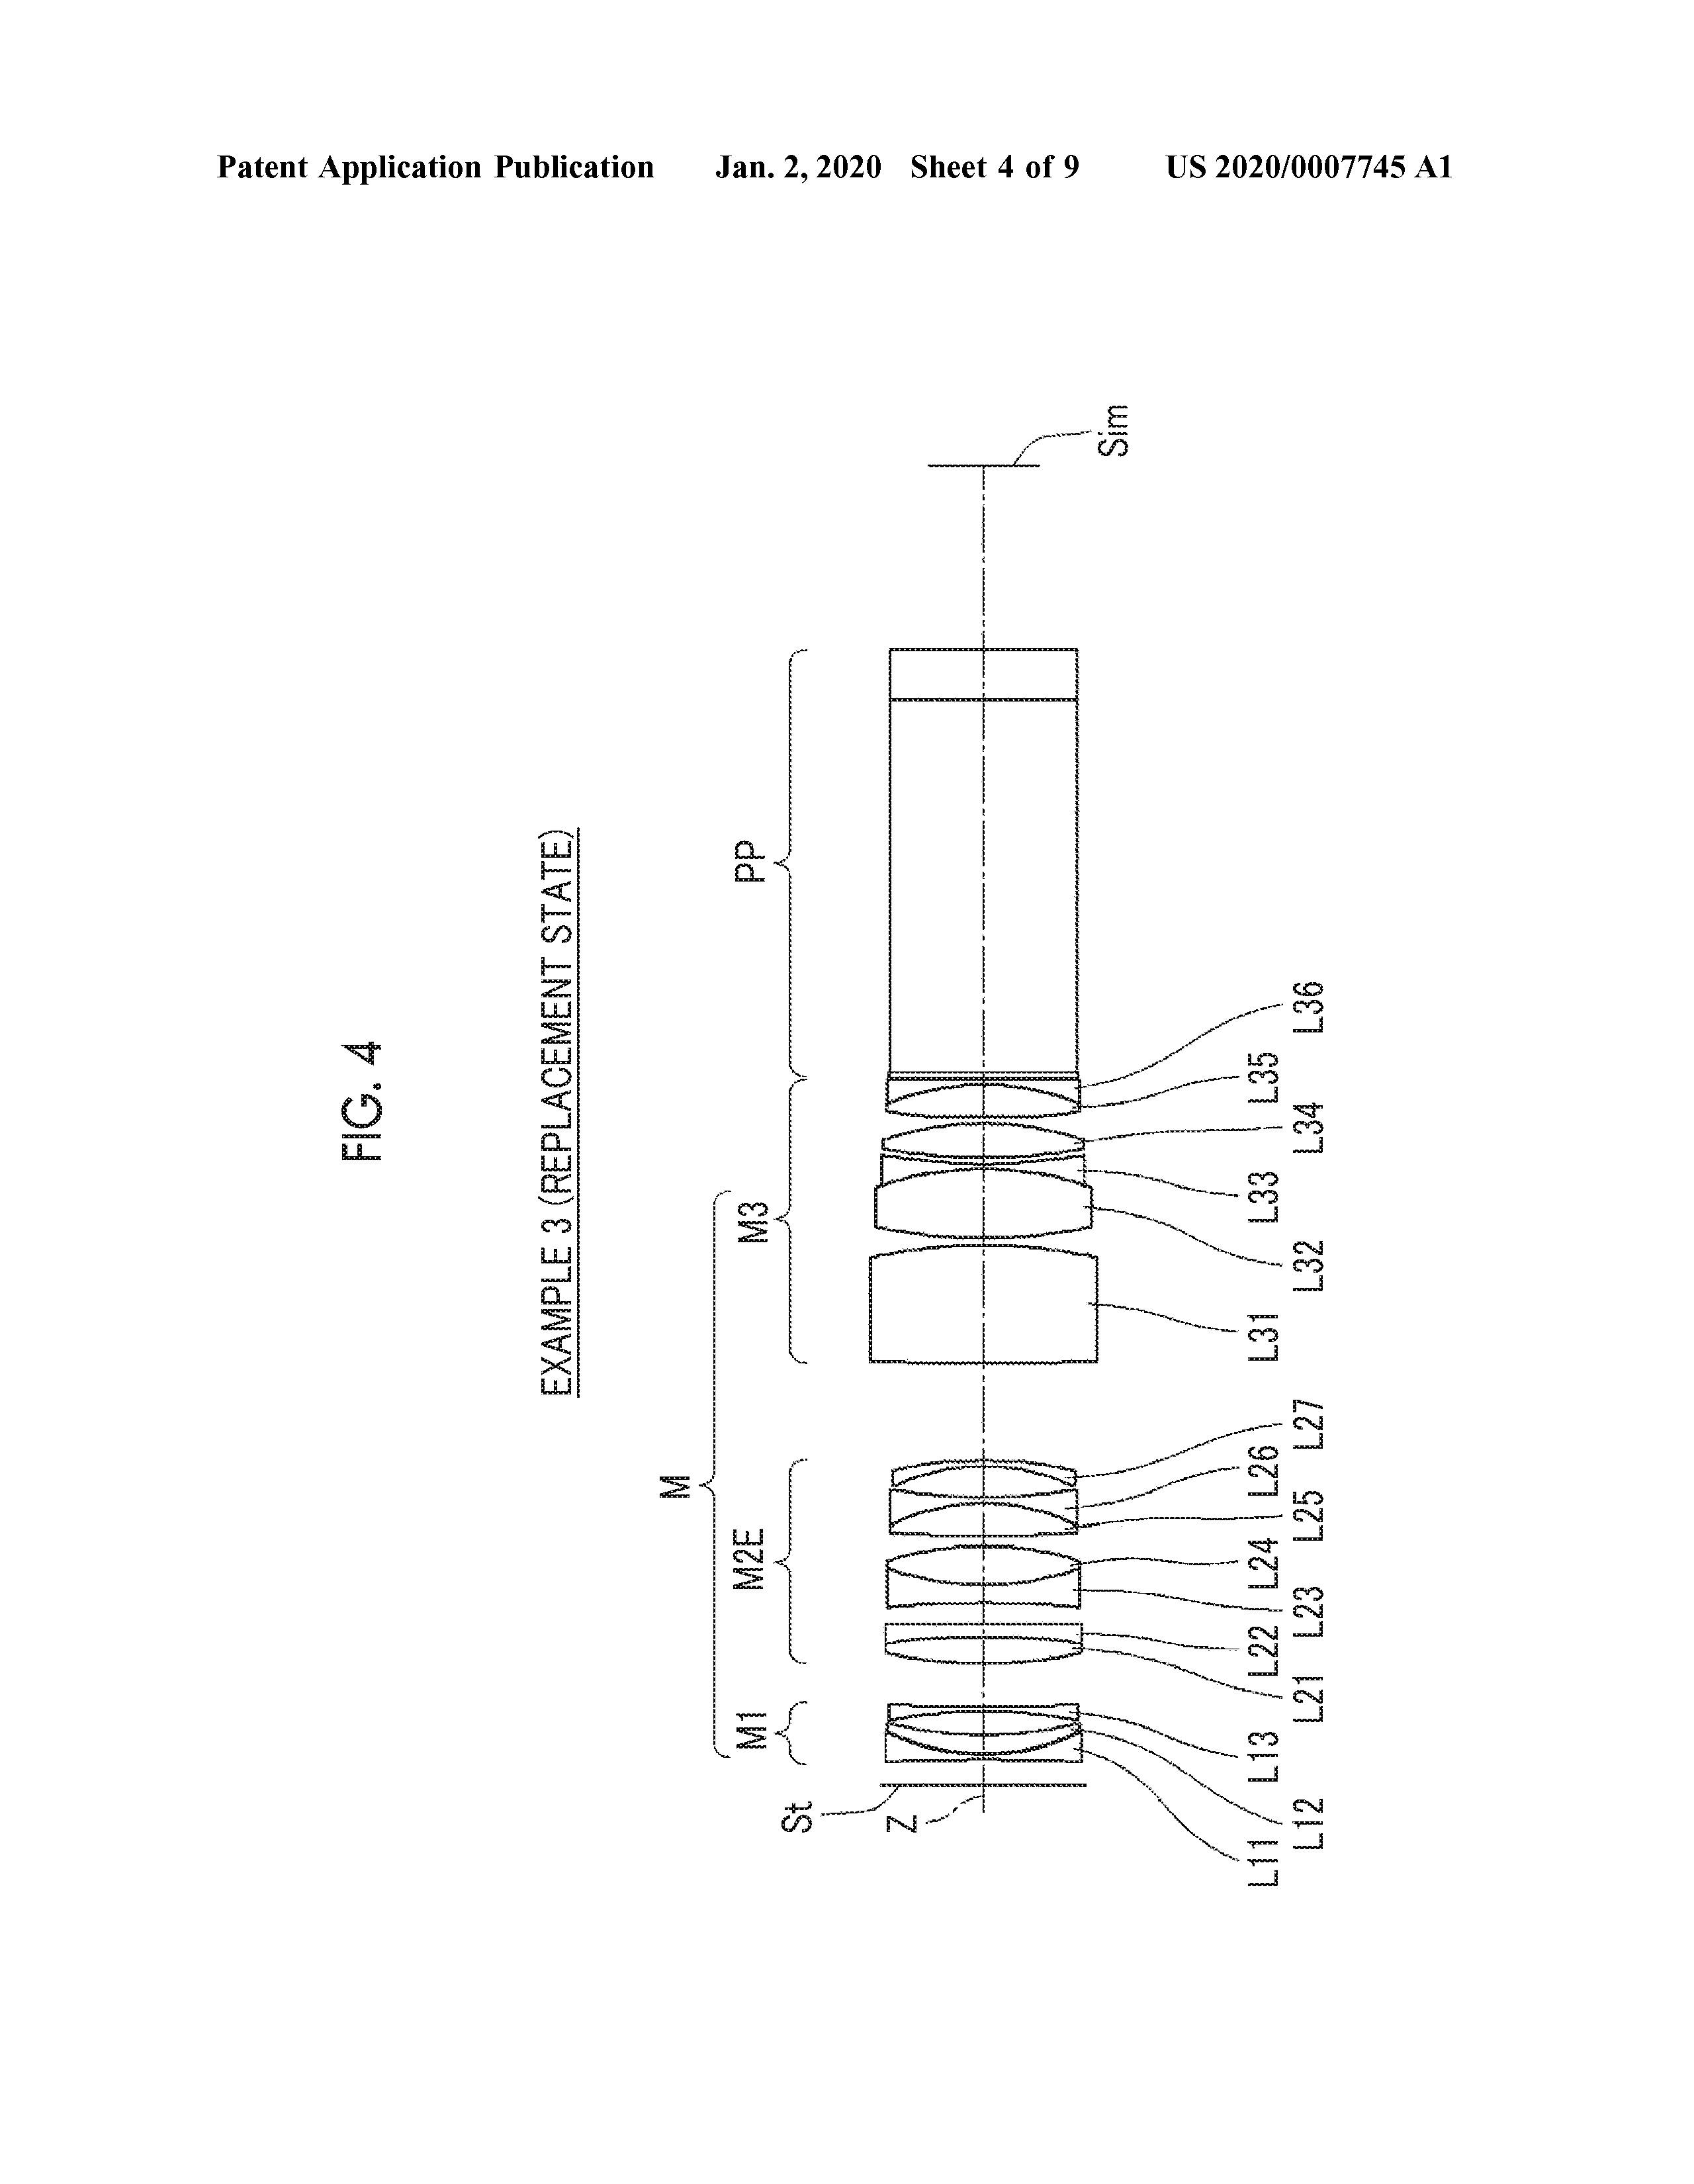 Patent Application Publication Jan. 2, 2020 Sheet 4 of 9 US 2020/0007745 A1
FIG. 4
EXAMPLE 3 (REPLACEMENT STATE)
M
M1 M2E M3 PP
St
Z
Sim
L11 L13 L22 L24 L26 L31 L33 L35
L12 L21 L23 L25 L27 L32 L34 L36